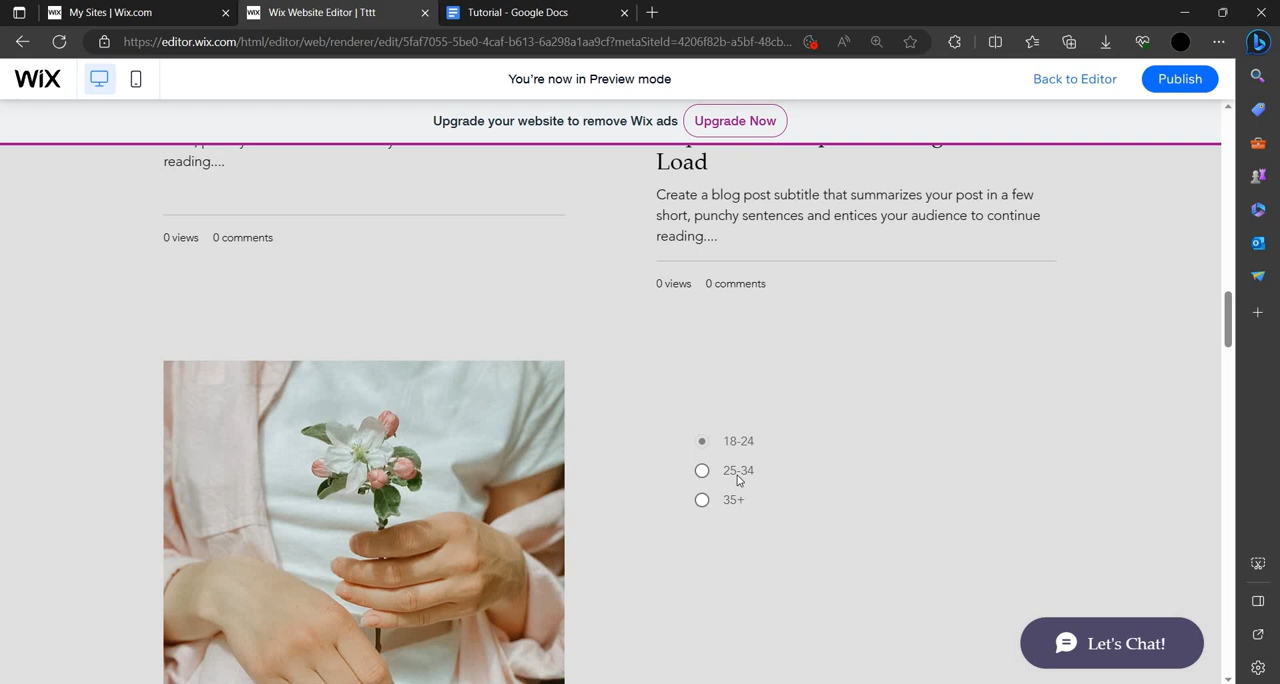 My Sites | Wix.com
Wix Website Editor | Tttt
Tutorial - Google Docs
https://editor.wix.com/html/editor/web/renderer/edit/5faf7055-5be0-4caf-b613-6a298a1aa9cf?metaSiteId=4206f82b-a5bf-48cb...
WiX
You're now in Preview mode
Back to Editor
Publish
Upgrade your website to remove Wix ads
Upgrade Now
reading....
0 views 0 comments
Load
Create a blog post subtitle that summarizes your post in a few
short, punchy sentences and entices your audience to continue
reading....
0 views 0 comments
18-24
25-34
35+
Let's Chat!